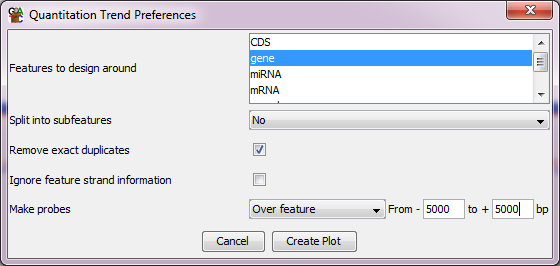 Quantitation Trend Preferences
CDS
gene
Features to design around
miRNA
mRNA
Split into subfeatures No
Remove exact duplicates
Ignore feature strand information
Make probes Over feature From - 5000 to + 5000 bp
Cancel Create Plot